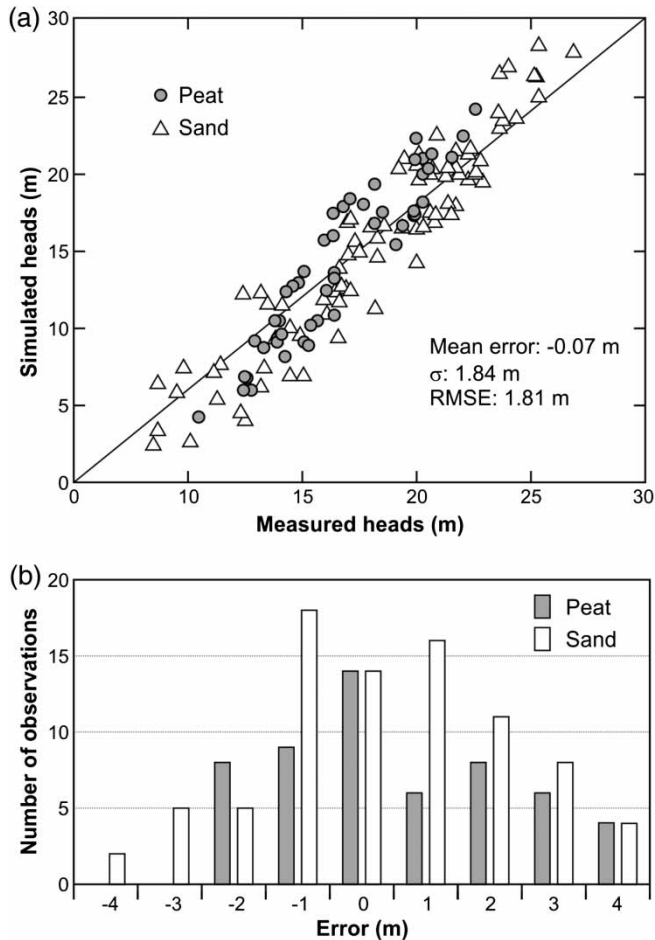 (a)
30
25
20
15
10
5
0
Simulated heads (m)
Peat
Sand
Mean error: -0.07 m
σ: 1.84 m
RMSE: 1.81 m
0 10 15 20 25 30
Measured heads (m)
(b)
20
15
10
5
0
Number of observations
Peat
Sand
-4 -3 -2 -1 0 1 2 3 4
Error (m)